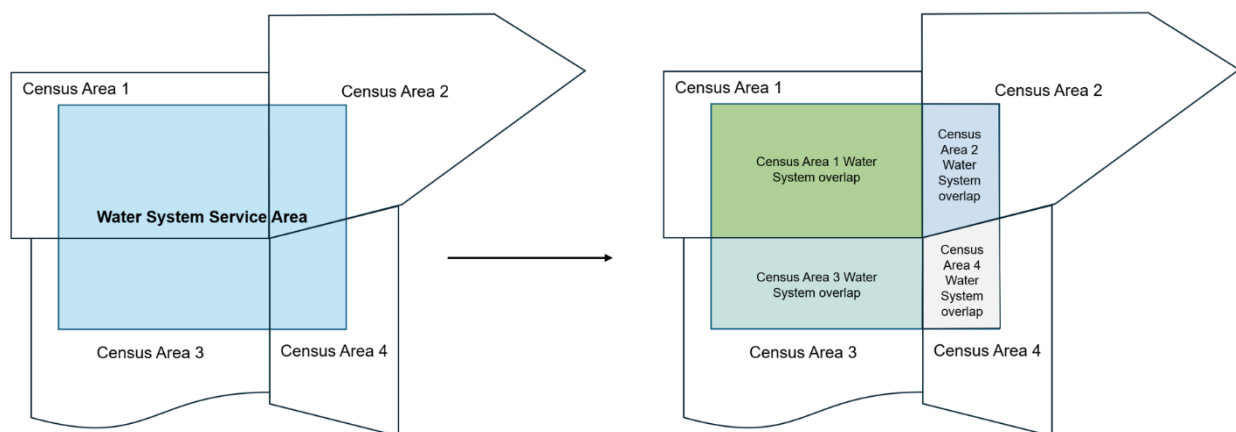 Census Area 1
Census Area 2
Water System Service Area
Census Area 3
Census Area 4
Census Area 1
Census Area 2
Census Area 1 Water
System overlap
Census
Area 2
Water
System
overlap
Census Area 3 Water
System overlap
Census
Area 4
Water
System
overlap
Census Area 3
Census Area 4